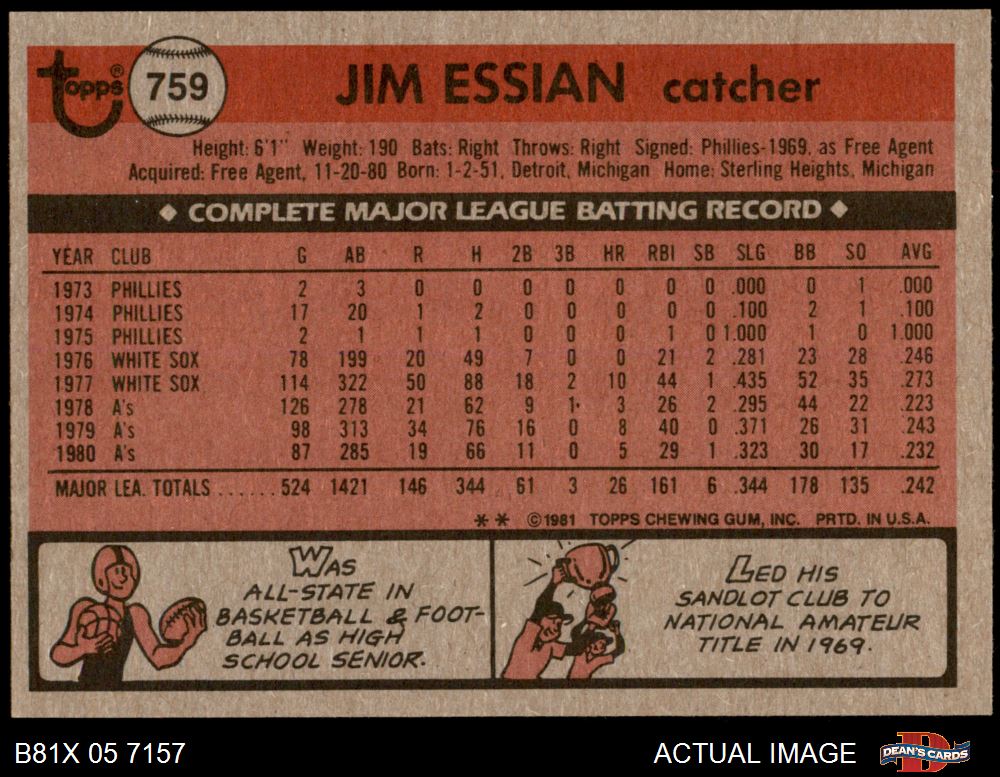 topps®
759
JIM ESSIAN catcher
Height: 6'1" Weight: 190 Bats: Right Throws: Right Signed: Phillies-1969, as Free Agent
Acquired: Free Agent, 11-20-80 Born: 1-2-51, Detroit, Michigan Home: Sterling Heights, Michigan
◆ COMPLETE MAJOR LEAGUE BATTING RECORD ◆
YEAR CLUB G AB R H 2B 3B HR RBI SB SLG BB SO AVG
1973 PHILLIES 2 3 0 0 0 0 0 0 0 .000 0 1 .000
1974 PHILLIES 17 20 1 2 0 0 0 0 0 .100 2 1 .100
1975 PHILLIES 2 1 1 1 0 0 0 1 0 1.000 1 0 1.000
1976 WHITE SOX 78 199 20 49 7 0 0 21 2 .281 23 28 .246
1977 WHITE SOX 114 322 50 88 18 2 10 44 1 .435 52 35 .273
1978 A's 126 278 21 62 9 1 3 26 2 .295 44 22 .223
1979 A's 98 313 34 76 16 0 8 40 0 .371 26 31 .243
1980 A's 87 285 19 66 11 0 5 29 1 .323 30 17 .232
MAJOR LEA. TOTALS ...... 524 1421 146 344 61 3 26 161 6 .344 178 135 .242
** ©1981 TOPPS CHEWING GUM, INC. PRTD. IN U.S.A.
WAS
ALL-STATE IN
BASKETBALL & FOOT-
BALL AS HIGH
SCHOOL SENIOR.
LED HIS
SANDLOT CLUB TO
NATIONAL AMATEUR
TITLE IN 1969.
B81X 05 7157
ACTUAL IMAGE
DEAN'S CARDS